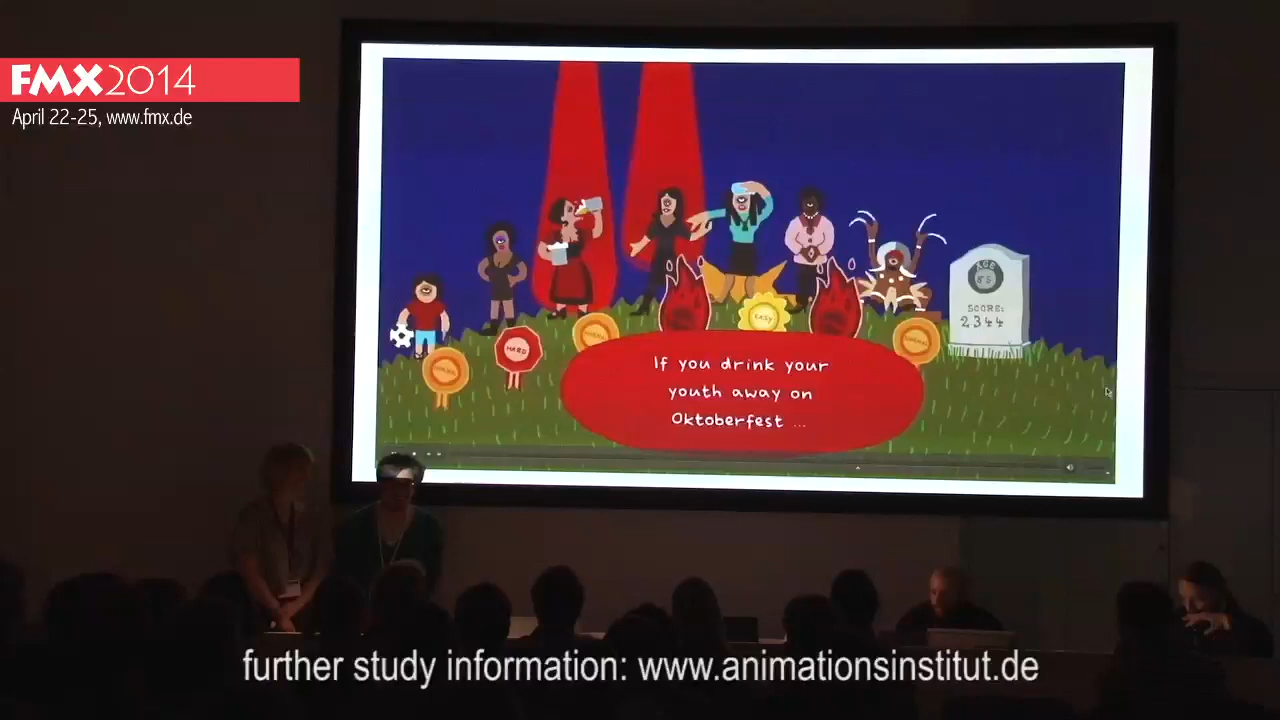 FMX2014
April 22-25, www.fmx.de
AGE
SCORE:
2344
HARD
EASY
If you drink your
youth away on
Oktoberfest ...
further study information: www.animationsinstitut.de